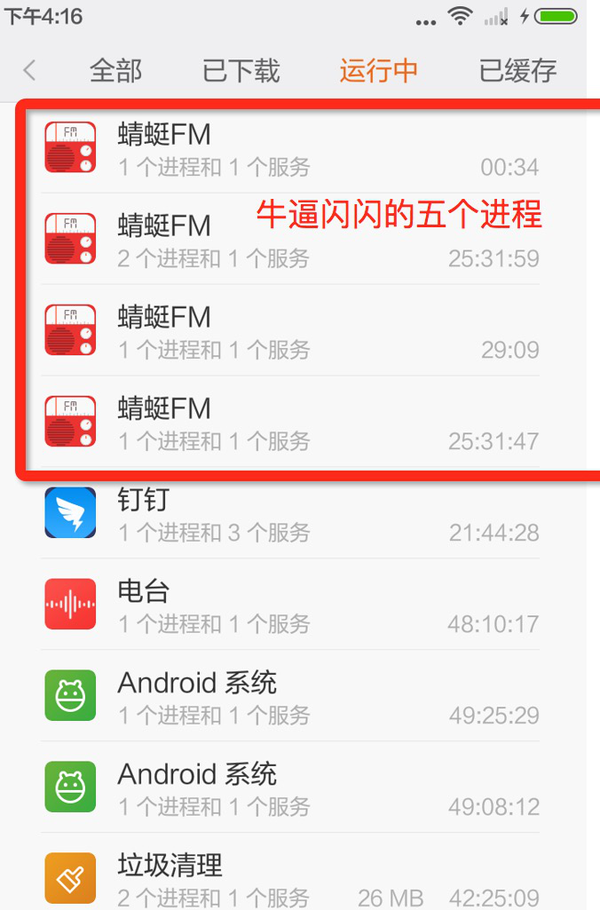 下午4:16
全部 已下载 运行中 已缓存
FM
蜻蜓FM
1 个进程和 1 个服务 00:34
牛逼闪闪的五个进程
FM
蜻蜓FM
2 个进程和 1 个服务 25:31:59
FM
蜻蜓FM
1 个进程和 1 个服务 29:09
FM
蜻蜓FM
1 个进程和 1 个服务 25:31:47
钉钉
1 个进程和 3 个服务 21:44:28
电台
1 个进程和 1 个服务 48:10:17
Android 系统
1 个进程和 1 个服务 49:25:29
Android 系统
1 个进程和 1 个服务 49:08:12
垃圾清理
2 个进程和 1 个服务 26 MB 42:25:09